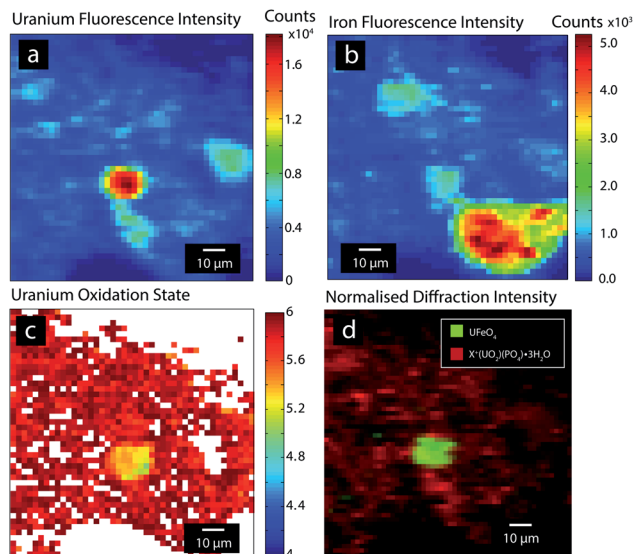 Uranium Fluorescence Intensity
Counts
x10⁴
a
1.6
1.2
0.8
0.4
0
10 µm
Iron Fluorescence Intensity
Counts x10³
b
5.0
4.0
3.0
2.0
1.0
0.0
10 µm
Uranium Oxidation State
c
6
5.6
5.2
4.8
4.4
4
10 µm
Normalised Diffraction Intensity
d
UFeO₄
X⁺(UO₂)(PO₄)•3H₂O
10 µm